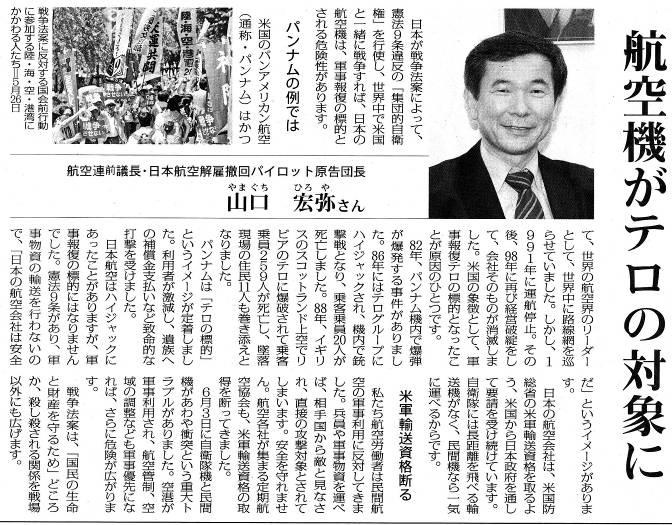 航空機がテロの対象に
日本が戦争法案によって、
憲法9条違反の「集団的自衛
権」を行使し、世界中で米国
と一緒に戦争すれば、日本の
航空機は、軍事報復の標的と
される危険性があります。
パンナムの例では
米国のパンアメリカン航空
(通称・パンナム)はかつ
戦争法案に反対する国会前行動
に参加する陸・海・空・港湾に
かかわる人たち=5月26日
航空連前議長・日本航空解雇撤回パイロット原告団長
やまぐち ひろや
山口 宏弥さん
て、世界の航空界のリーダー
として、世界中に路線網を巡
らせていました。しかし、1
991年に運航停止。その
後、98年に再び経営破綻をし
て、会社そのものが消滅しま
した。米国の象徴として、軍
事報復テロの標的となったこ
とが原因のひとつです。
82年、パンナム機内で爆弾
が爆発する事件がありまし
た。86年にはテログループに
ハイジャックされ、機内で銃
撃戦となり、乗客乗員20人が
死亡しました。88年、イギリ
スのスコットランド上空でリ
ビアのテロに爆破されて乗客
乗員259人が死亡し、墜落
現場の住民11人も巻き添えと
なりました。
パンナムは「テロの標的」
というイメージが定着しまし
た。利用者が激減し、遺族へ
の補償金支払いなど致命的な
打撃を受けました。
日本航空はハイジャックに
あったことがありますが、軍
事報復の標的にはなりません
でした。憲法9条があり、軍
事物資の輸送を行わないの
で、「日本の航空会社は安全
だ」というイメージがありま
す。
日本の航空会社は、米国防
総省の米軍輸送資格を取るよ
う、米国から日本政府を通し
て要請を受け続けています。
自衛隊には長距離を飛べる輸
送機がなく、民間機なら一気
に運べるからです。
米軍輸送資格断る
私たち航空労働者は民間航
空の軍事利用に反対してきま
した。兵員や軍事物資を運べ
ば、相手国から敵と見なさ
れ、直接の攻撃対象とされて
しまいます。安全を守れませ
ん。航空各社が集まる定期航
空協会も、米軍輸送資格の取
得を断ってきました。
6月3日に自衛隊機と民間
機があわや衝突という重大ト
ラブルがありました。空港が
軍事利用され、航空管制、空
域の調整なども軍事優先にな
れば、さらに危険が広がりま
す。
戦争法案は、「国民の生命
と財産を守るため」どころ
か、殺し殺される関係を戦場
以外にも広げます。